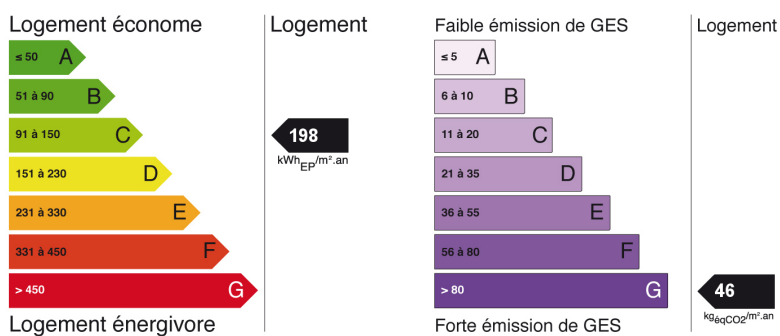 Logement économe
Logement
≤ 50 A
51 à 90 B
91 à 150 C
151 à 230 D
231 à 330 E
331 à 450 F
> 450 G
198
kWhEP/m².an
Logement énergivore
Faible émission de GES
Logement
≤ 5 A
6 à 10 B
11 à 20 C
21 à 35 D
36 à 55 E
56 à 80 F
> 80 G
46
kgéqCO2/m².an
Forte émission de GES